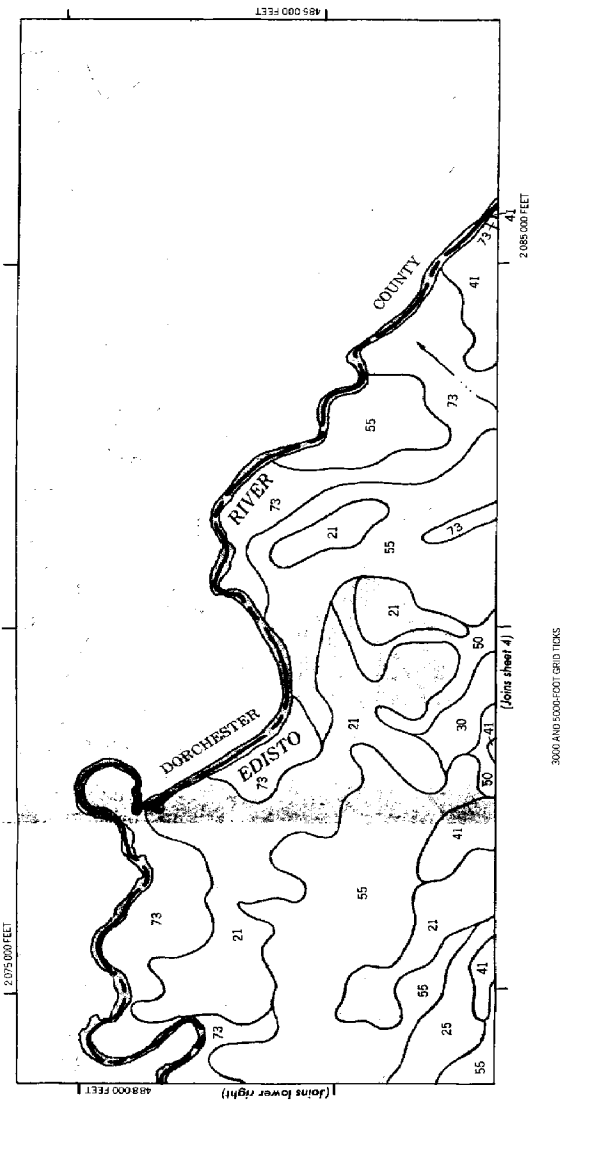 485 000 FEET
41
73
2 085 000 FEET
COUNTY
41
73
55
RIVER
73
21
55
73
21
50
(Joins sheet 4)
3000 AND 5000-FOOT GRID TICKS
DORCHESTER
EDISTO
73
21
30
41
50
41
55
73
21
21
2 075 000 FEET
55
41
25
73
55
488 000 FEET
(Joins lower right)